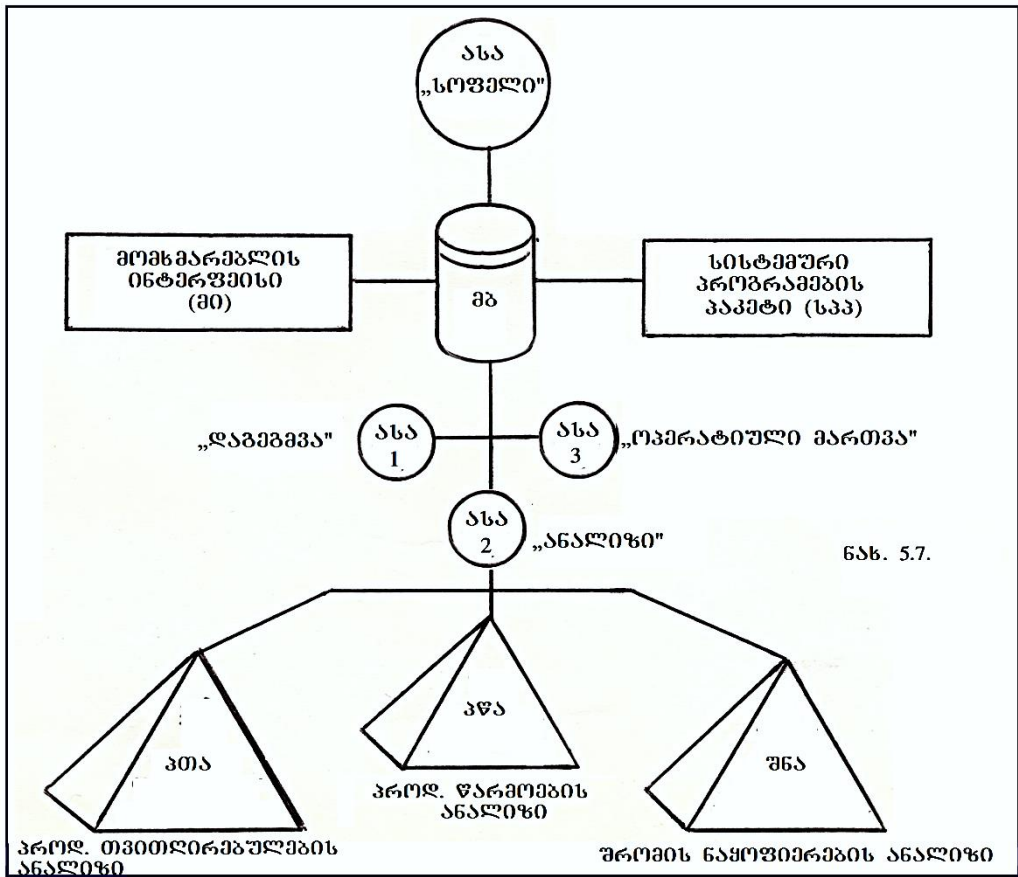 ასა
„სოფელი"
მომხმარებლის
ინტერფეისი
(მი)
მბ
სისტემური
პროგრამების
პაკეტი (სპპ)
„დაგეგმვა"
ასა
1
ასა
3
„ოპერატიული მართვა"
ასა
2
„ანალიზი"
ნახ. 5.7.
პთა
პწა
შნა
პროდ. წარმოების
ანალიზი
პროდ. თვითღირებულების
ანალიზი
შრომის ნაყოფიერების ანალიზი